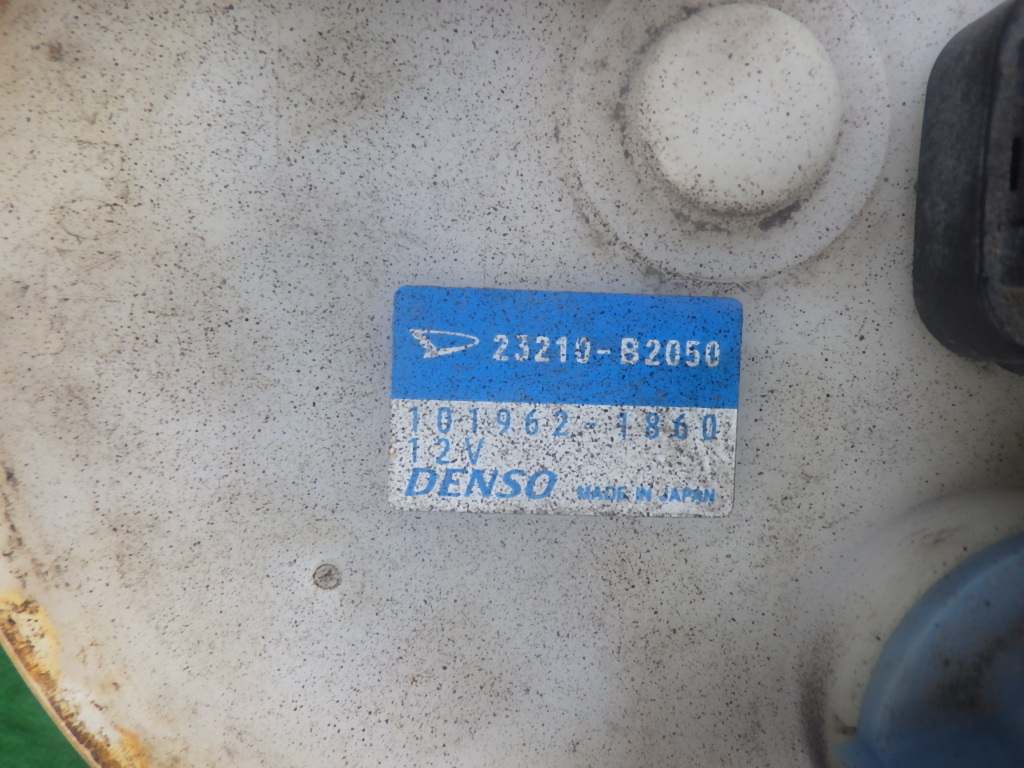 23210-B2050
101962-1860
12V
DENSO MADE IN JAPAN